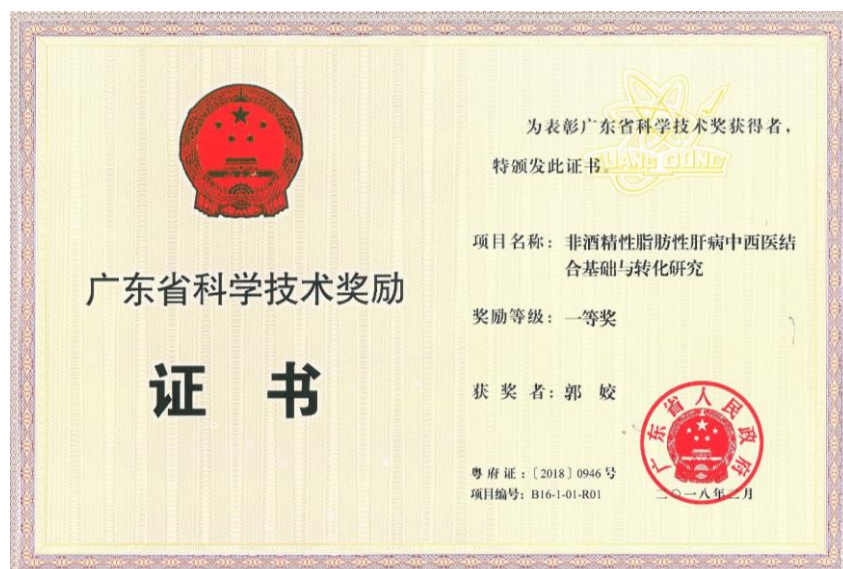 广东省科学技术奖励
证 书
为表彰广东省科学技术奖获得者，
特颁发此证书。
GUANG DONG
项目名称：非酒精性脂肪性肝病中西医结
合基础与转化研究
奖励等级：一等奖
获 奖 者：郭 姣
粤府证：〔2018〕0946号
项目编号：B16-1-01-R01
广东省人民政府
二〇一八年二月